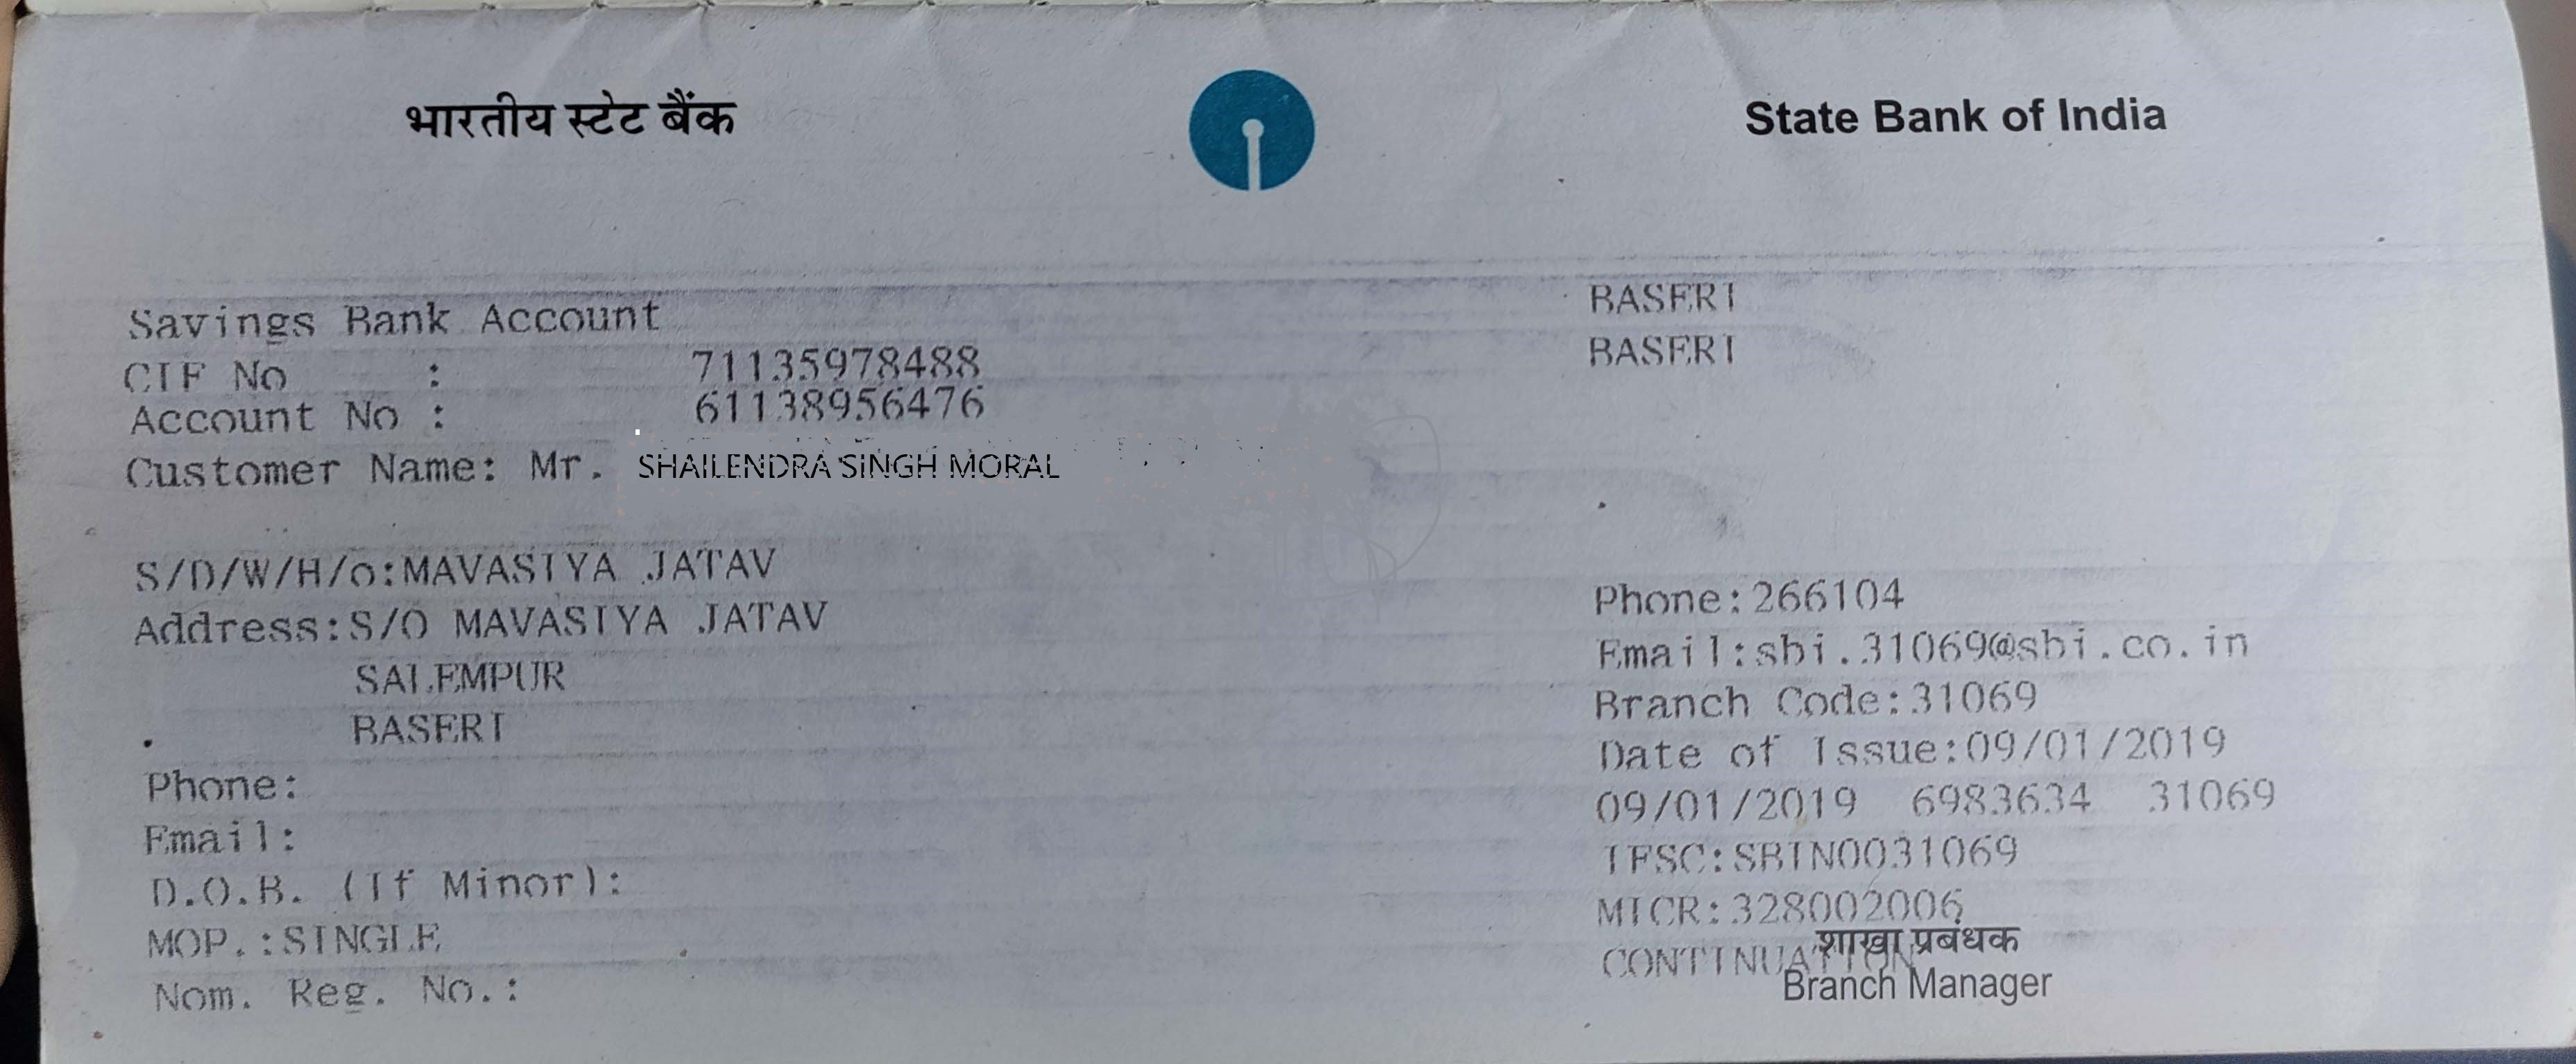 भारतीय स्टेट बैंक
State Bank of India
Savings Bank Account
CIF No : 71135978488
Account No : 61138956476
Customer Name: Mr. SHAILENDRA SINGH MORAL
S/D/W/H/o:MAVASIYA JATAV
Address:S/O MAVASIYA JATAV
SALEMPUR
BASERI
Phone:
Email:
D.O.B. (If Minor):
MOP.:SINGLE
Nom. Reg. No.:
BASERI
BASERI
Phone:266104
Email:sbi.31069@sbi.co.in
Branch Code:31069
Date of Issue:09/01/2019
09/01/2019 6983634 31069
IFSC:SBIN0031069
MICR:328002006
CONTINUATION
शाखा प्रबंधक
Branch Manager